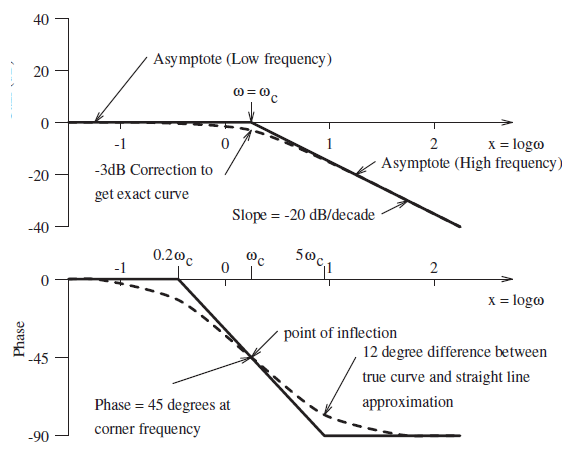 40
Asymptote (Low frequency)
20
ω = ωc
0
-1
0
1
2
x = logω
-3dB Correction to
get exact curve
Asymptote (High frequency)
-20
Slope = -20 dB/decade
-40
0.2ωc
ωc
5ωc
-1
0
1
2
0
x = logω
Phase
point of inflection
-45
12 degree difference between
true curve and straight line
approximation
Phase = 45 degrees at
corner frequency
-90